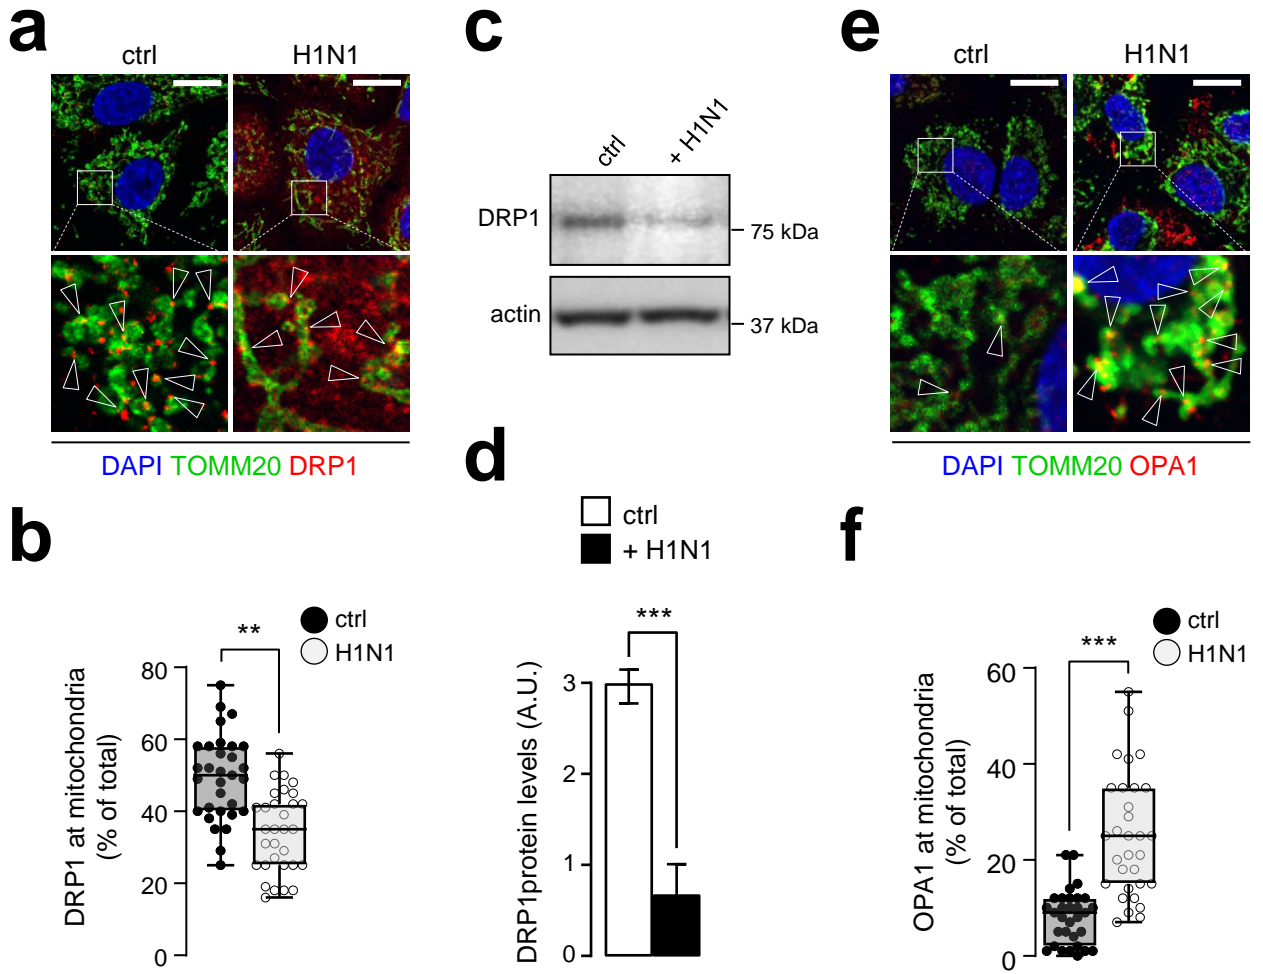 a
ctrl H1N1
DAPI TOMM20 DRP1
b
** ctrl
H1N1
DRP1 at mitochondria
(% of total)
80
60
40
20
0
c
ctrl + H1N1
DRP1
75 kDa
actin
37 kDa
d
ctrl
+ H1N1
***
DRP1protein levels (A.U.)
3
2
1
0
e
ctrl H1N1
DAPI TOMM20 OPA1
f
ctrl
*** H1N1
OPA1 at mitochondria
(% of total)
60
40
20
0